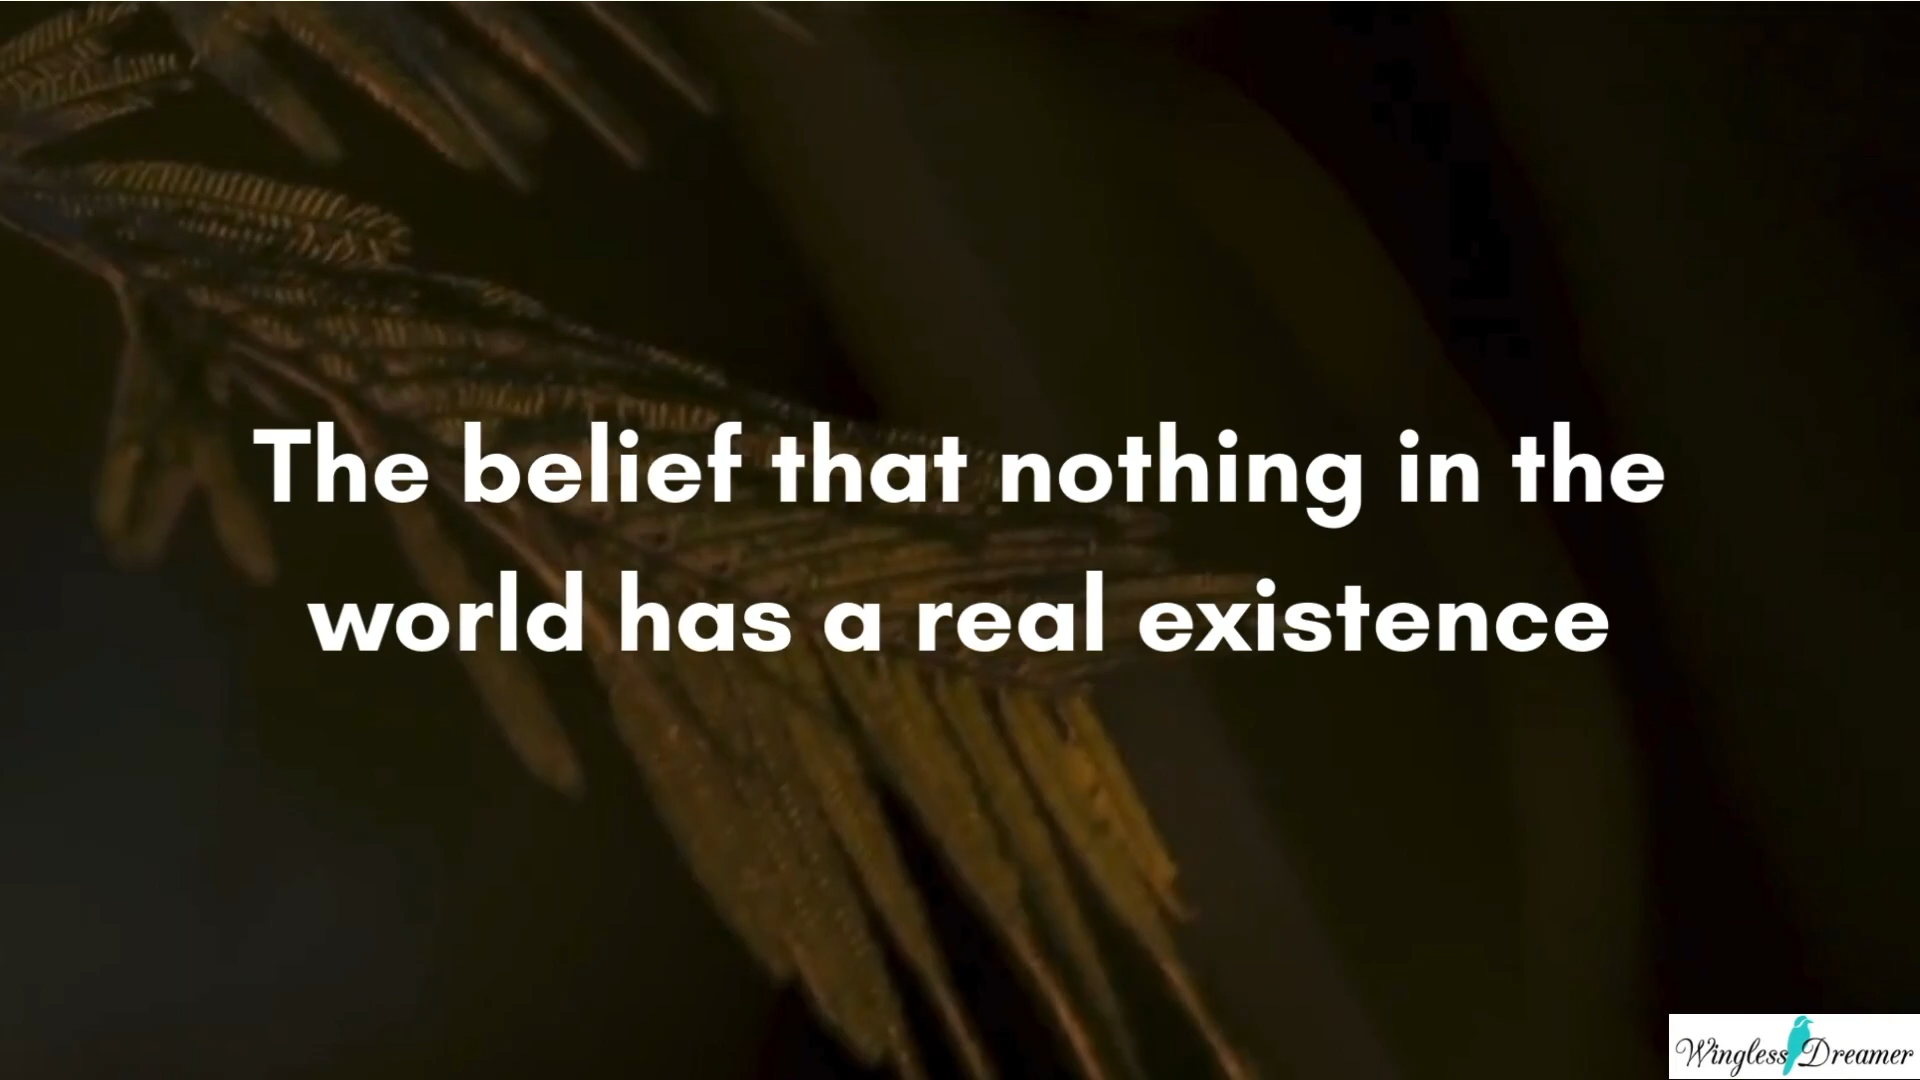 The belief that nothing in the
world has a real existence
Wingless Dreamer